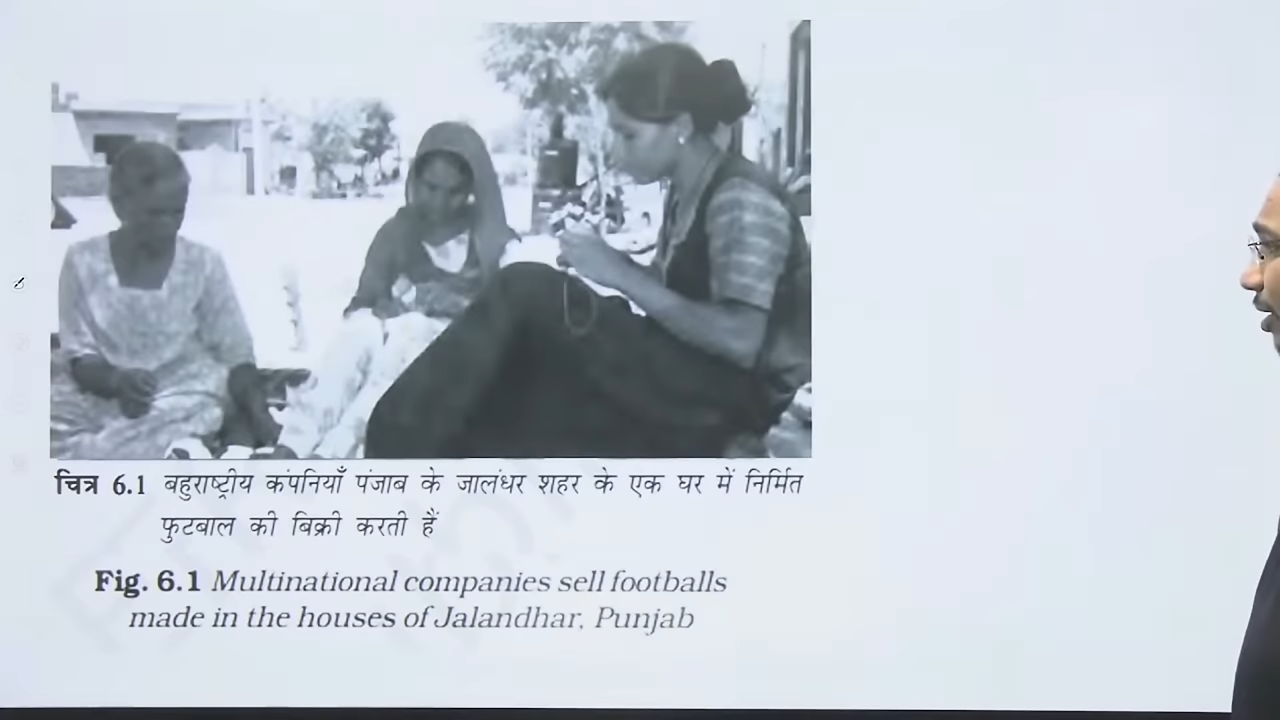 चित्र 6.1 बहुराष्ट्रीय कंपनियाँ पंजाब के जालंधर शहर के एक घर में निर्मित
फुटबाल की बिक्री करती हैं
Fig. 6.1 Multinational companies sell footballs
made in the houses of Jalandhar, Punjab